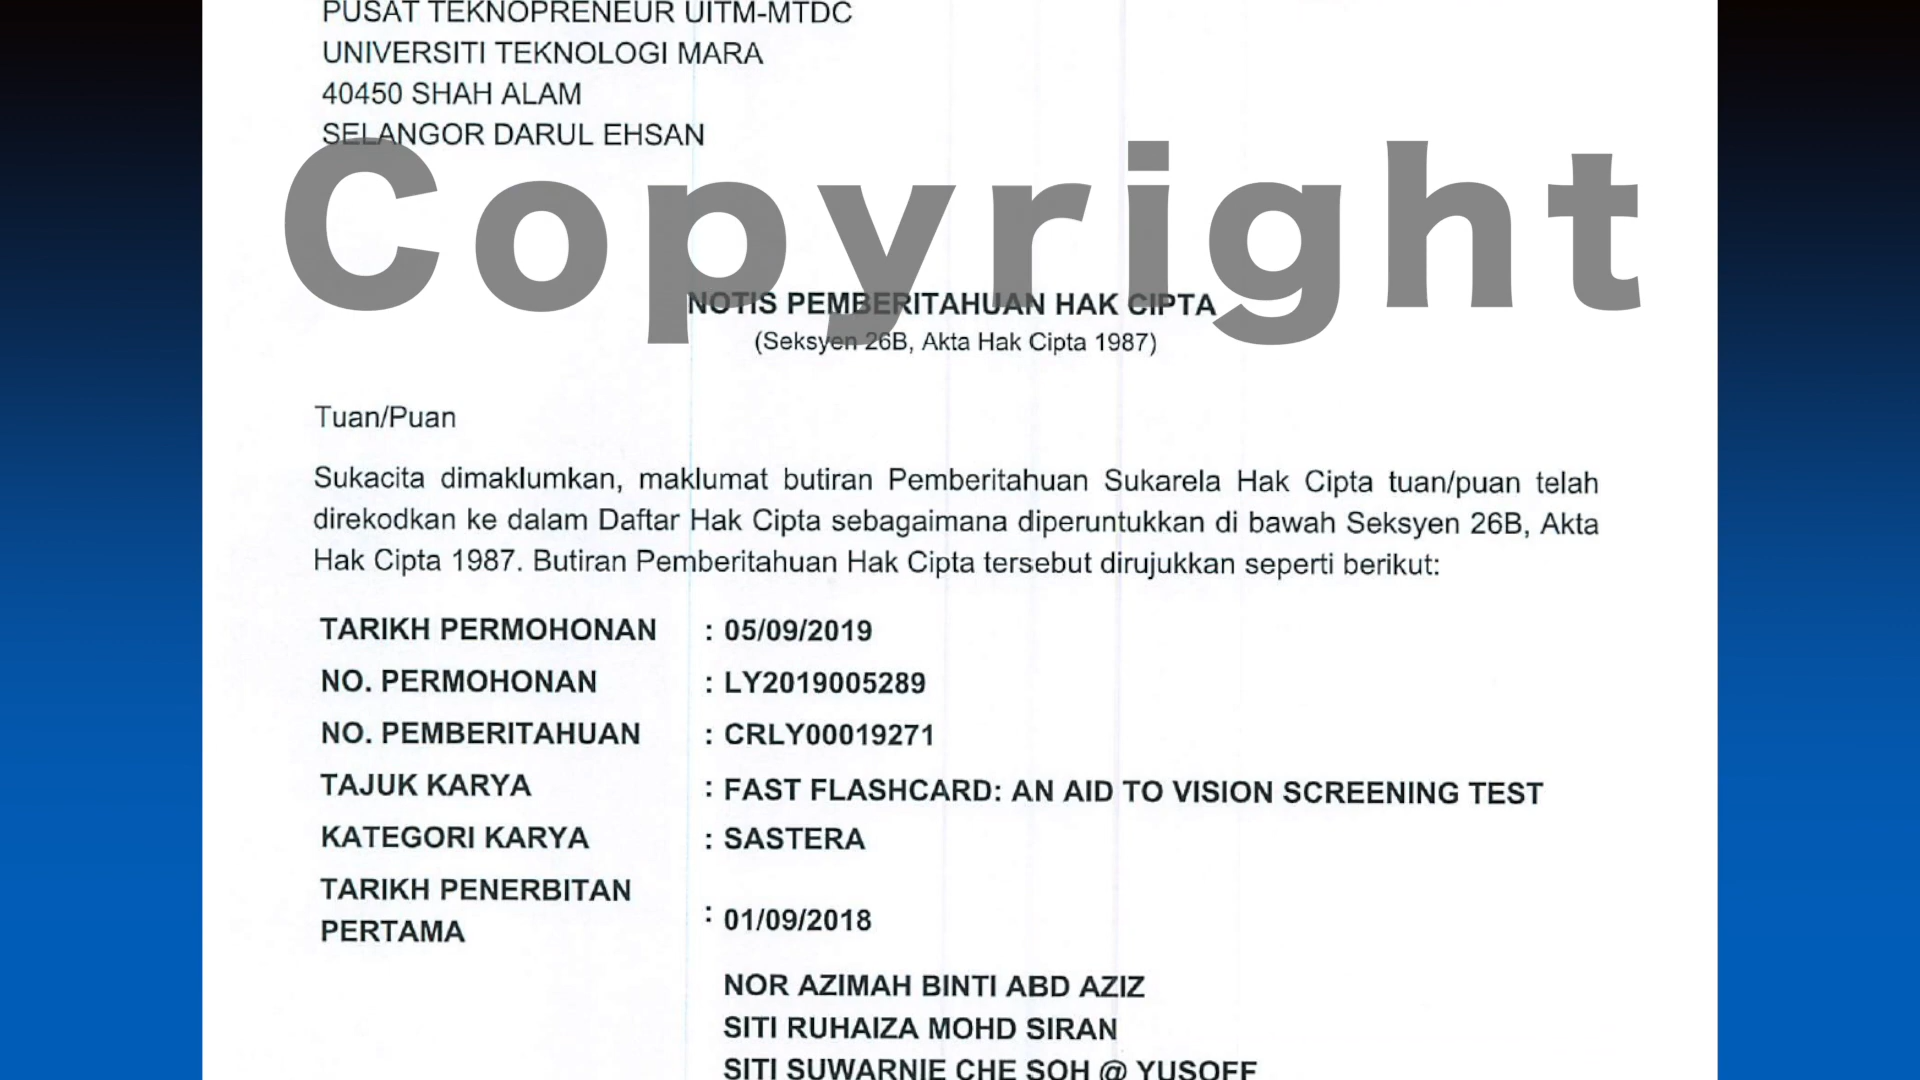 PUSAT TEKNOPRENEUR UITM-MTDC
UNIVERSITI TEKNOLOGI MARA
40450 SHAH ALAM
SELANGOR DARUL EHSAN
Copyright
NOTIS PEMBERITAHUAN HAK CIPTA
(Seksyen 26B, Akta Hak Cipta 1987)
Tuan/Puan
Sukacita dimaklumkan, maklumat butiran Pemberitahuan Sukarela Hak Cipta tuan/puan telah
direkodkan ke dalam Daftar Hak Cipta sebagaimana diperuntukkan di bawah Seksyen 26B, Akta
Hak Cipta 1987. Butiran Pemberitahuan Hak Cipta tersebut dirujukkan seperti berikut:
TARIKH PERMOHONAN : 05/09/2019
NO. PERMOHONAN : LY2019005289
NO. PEMBERITAHUAN : CRLY00019271
TAJUK KARYA : FAST FLASHCARD: AN AID TO VISION SCREENING TEST
KATEGORI KARYA : SASTERA
TARIKH PENERBITAN
PERTAMA : 01/09/2018
NOR AZIMAH BINTI ABD AZIZ
SITI RUHAIZA MOHD SIRAN
SITI SUWARNIE CHE SOH @ YUSOFF